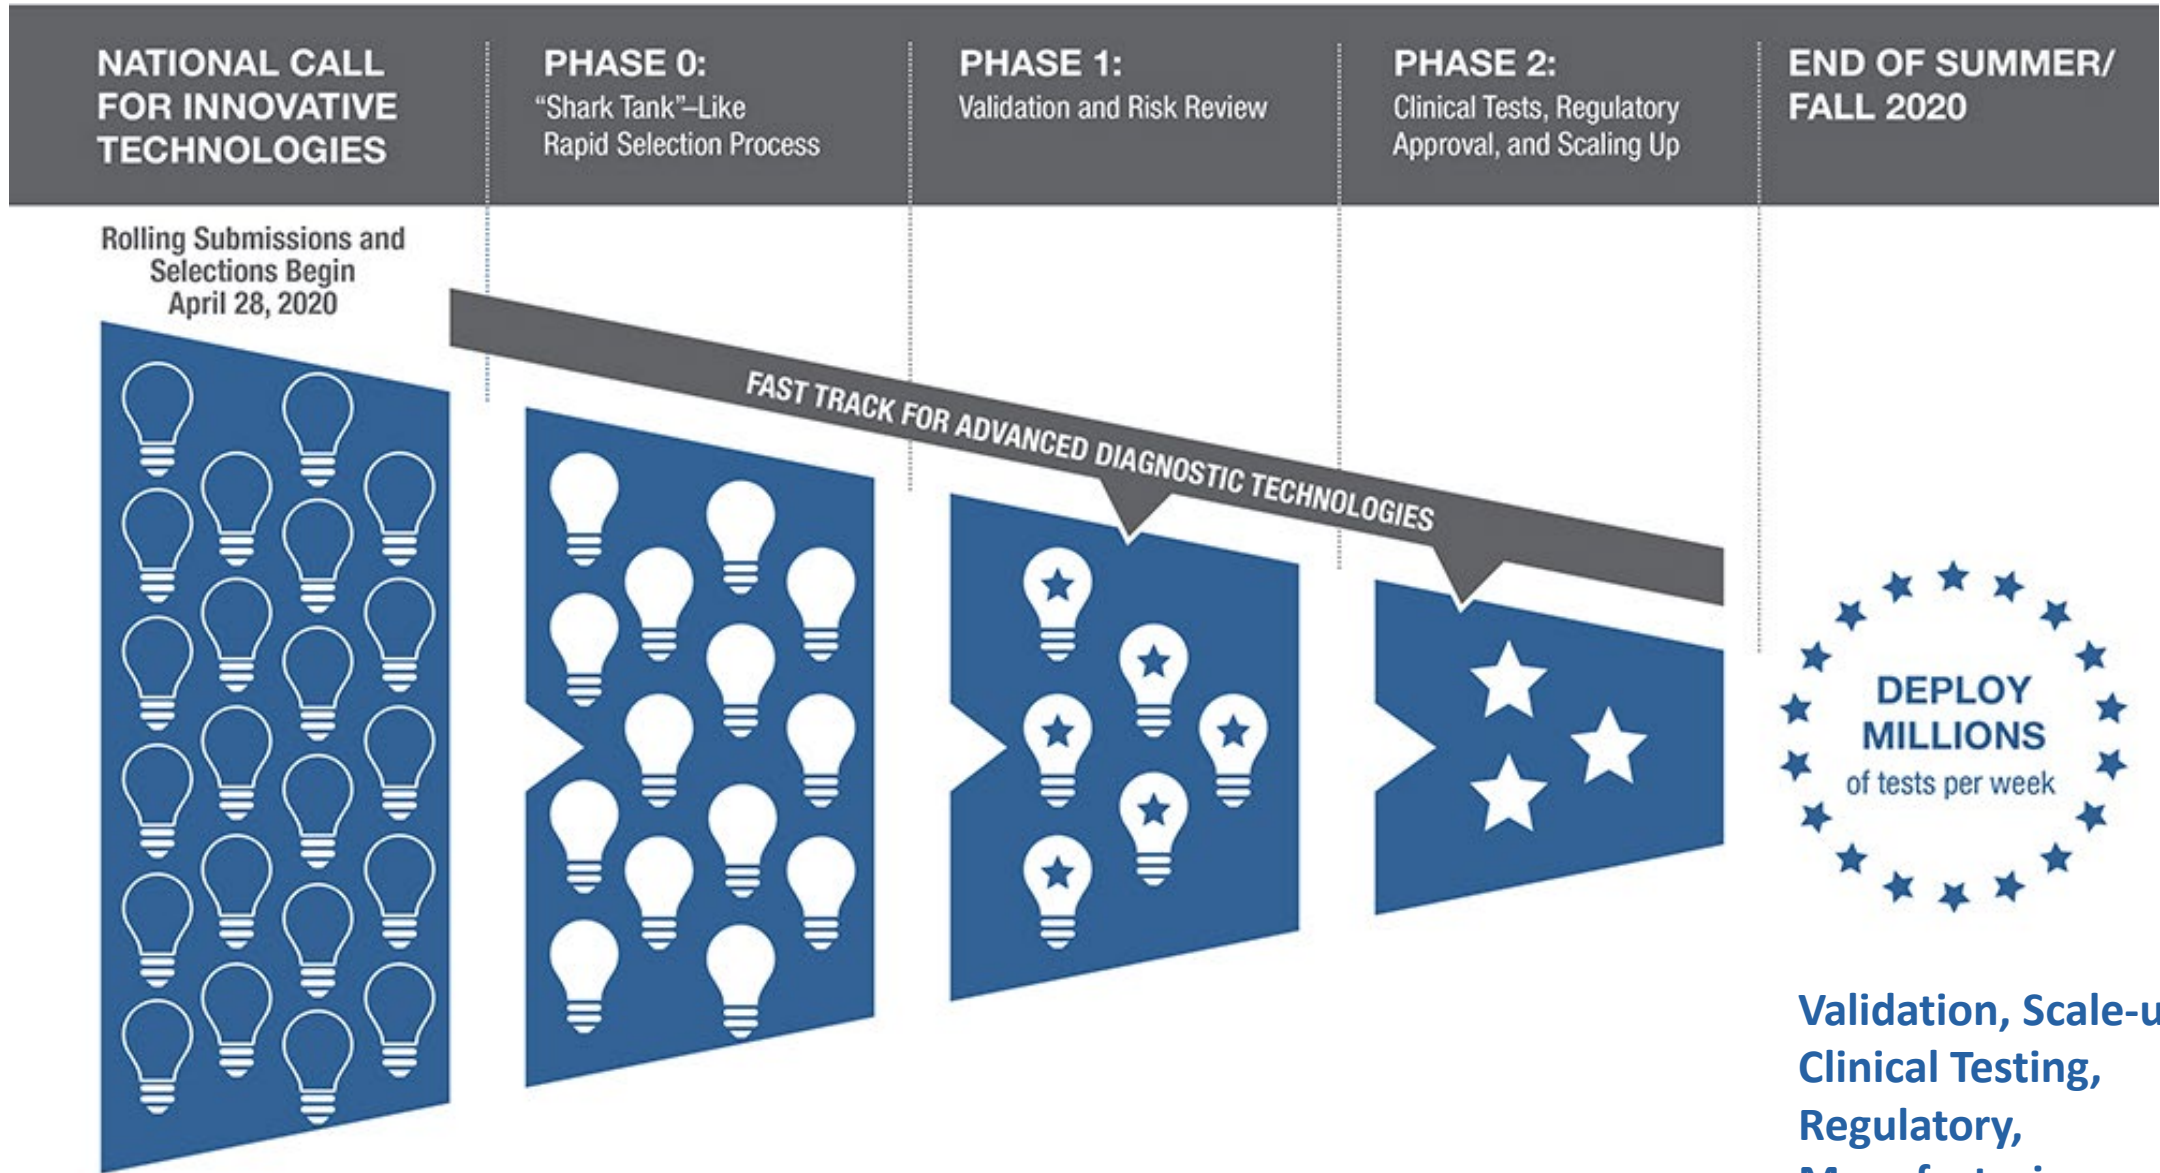 NATIONAL CALL
FOR INNOVATIVE
TECHNOLOGIES
PHASE 0:
“Shark Tank”–Like
Rapid Selection Process
PHASE 1:
Validation and Risk Review
PHASE 2:
Clinical Tests, Regulatory
Approval, and Scaling Up
END OF SUMMER/
FALL 2020
Rolling Submissions and
Selections Begin
April 28, 2020
FAST TRACK FOR ADVANCED DIAGNOSTIC TECHNOLOGIES
DEPLOY
MILLIONS
of tests per week
Validation, Scale-u
Clinical Testing,
Regulatory,